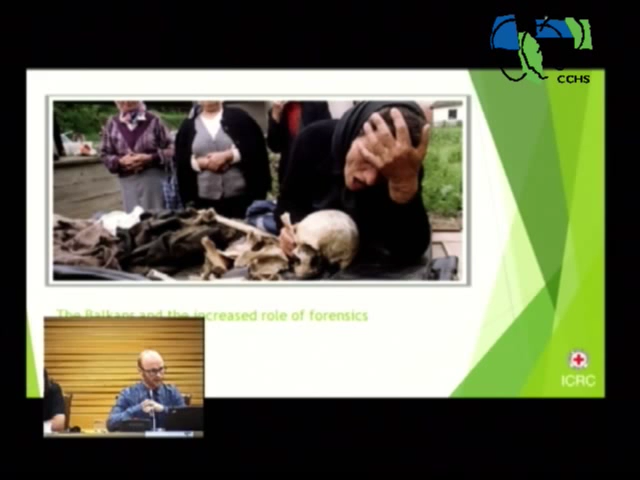 CCHS
The Balkans and the increased role of forensics
ICRC